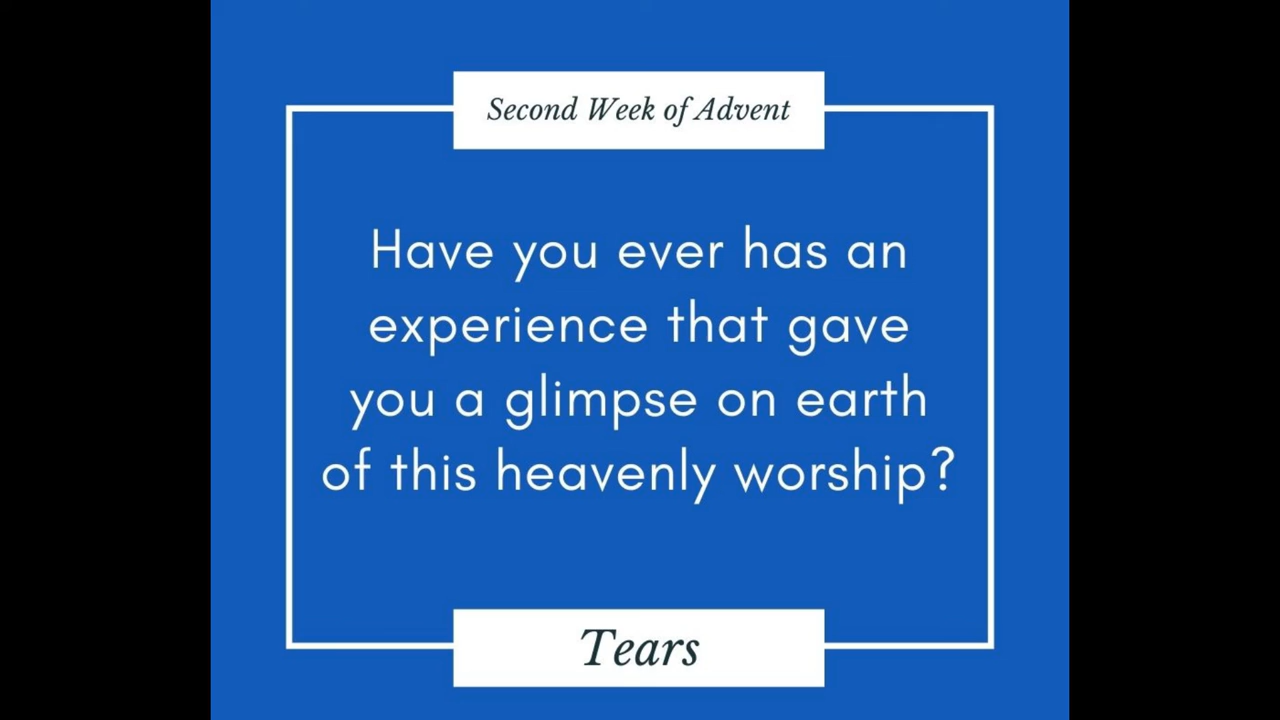 Second Week of Advent
Have you ever has an
experience that gave
you a glimpse on earth
of this heavenly worship?
Tears